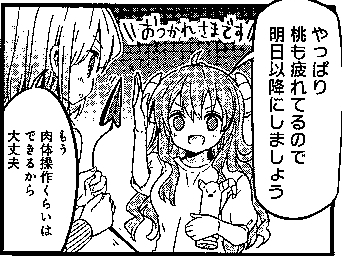 やっぱり
桃も疲れてるので
明日以降にしましょう
おつかれさまです
もう
肉体操作くらいは
できるから
大丈夫